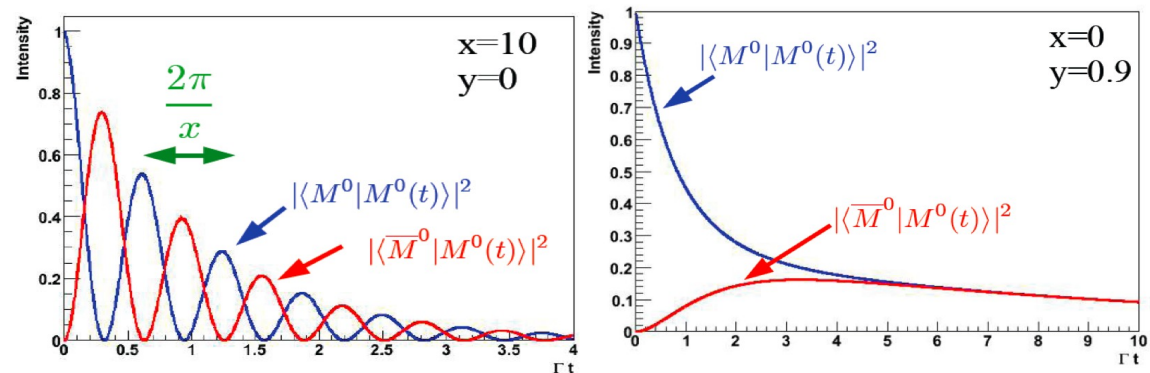 Intensity
1
0.8
0.6
0.4
0.2
0
0 0.5 1 1.5 2 2.5 3 3.5 4
Γ t
x=10
y=0
2π
x
|⟨M⁰|M⁰(t)⟩|²
|⟨M̅⁰|M⁰(t)⟩|²
Intensity
1
0.9
0.8
0.7
0.6
0.5
0.4
0.3
0.2
0.1
0
0 1 2 3 4 5 6 7 8 9 10
Γ t
x=0
y=0.9
|⟨M⁰|M⁰(t)⟩|²
|⟨M̅⁰|M⁰(t)⟩|²